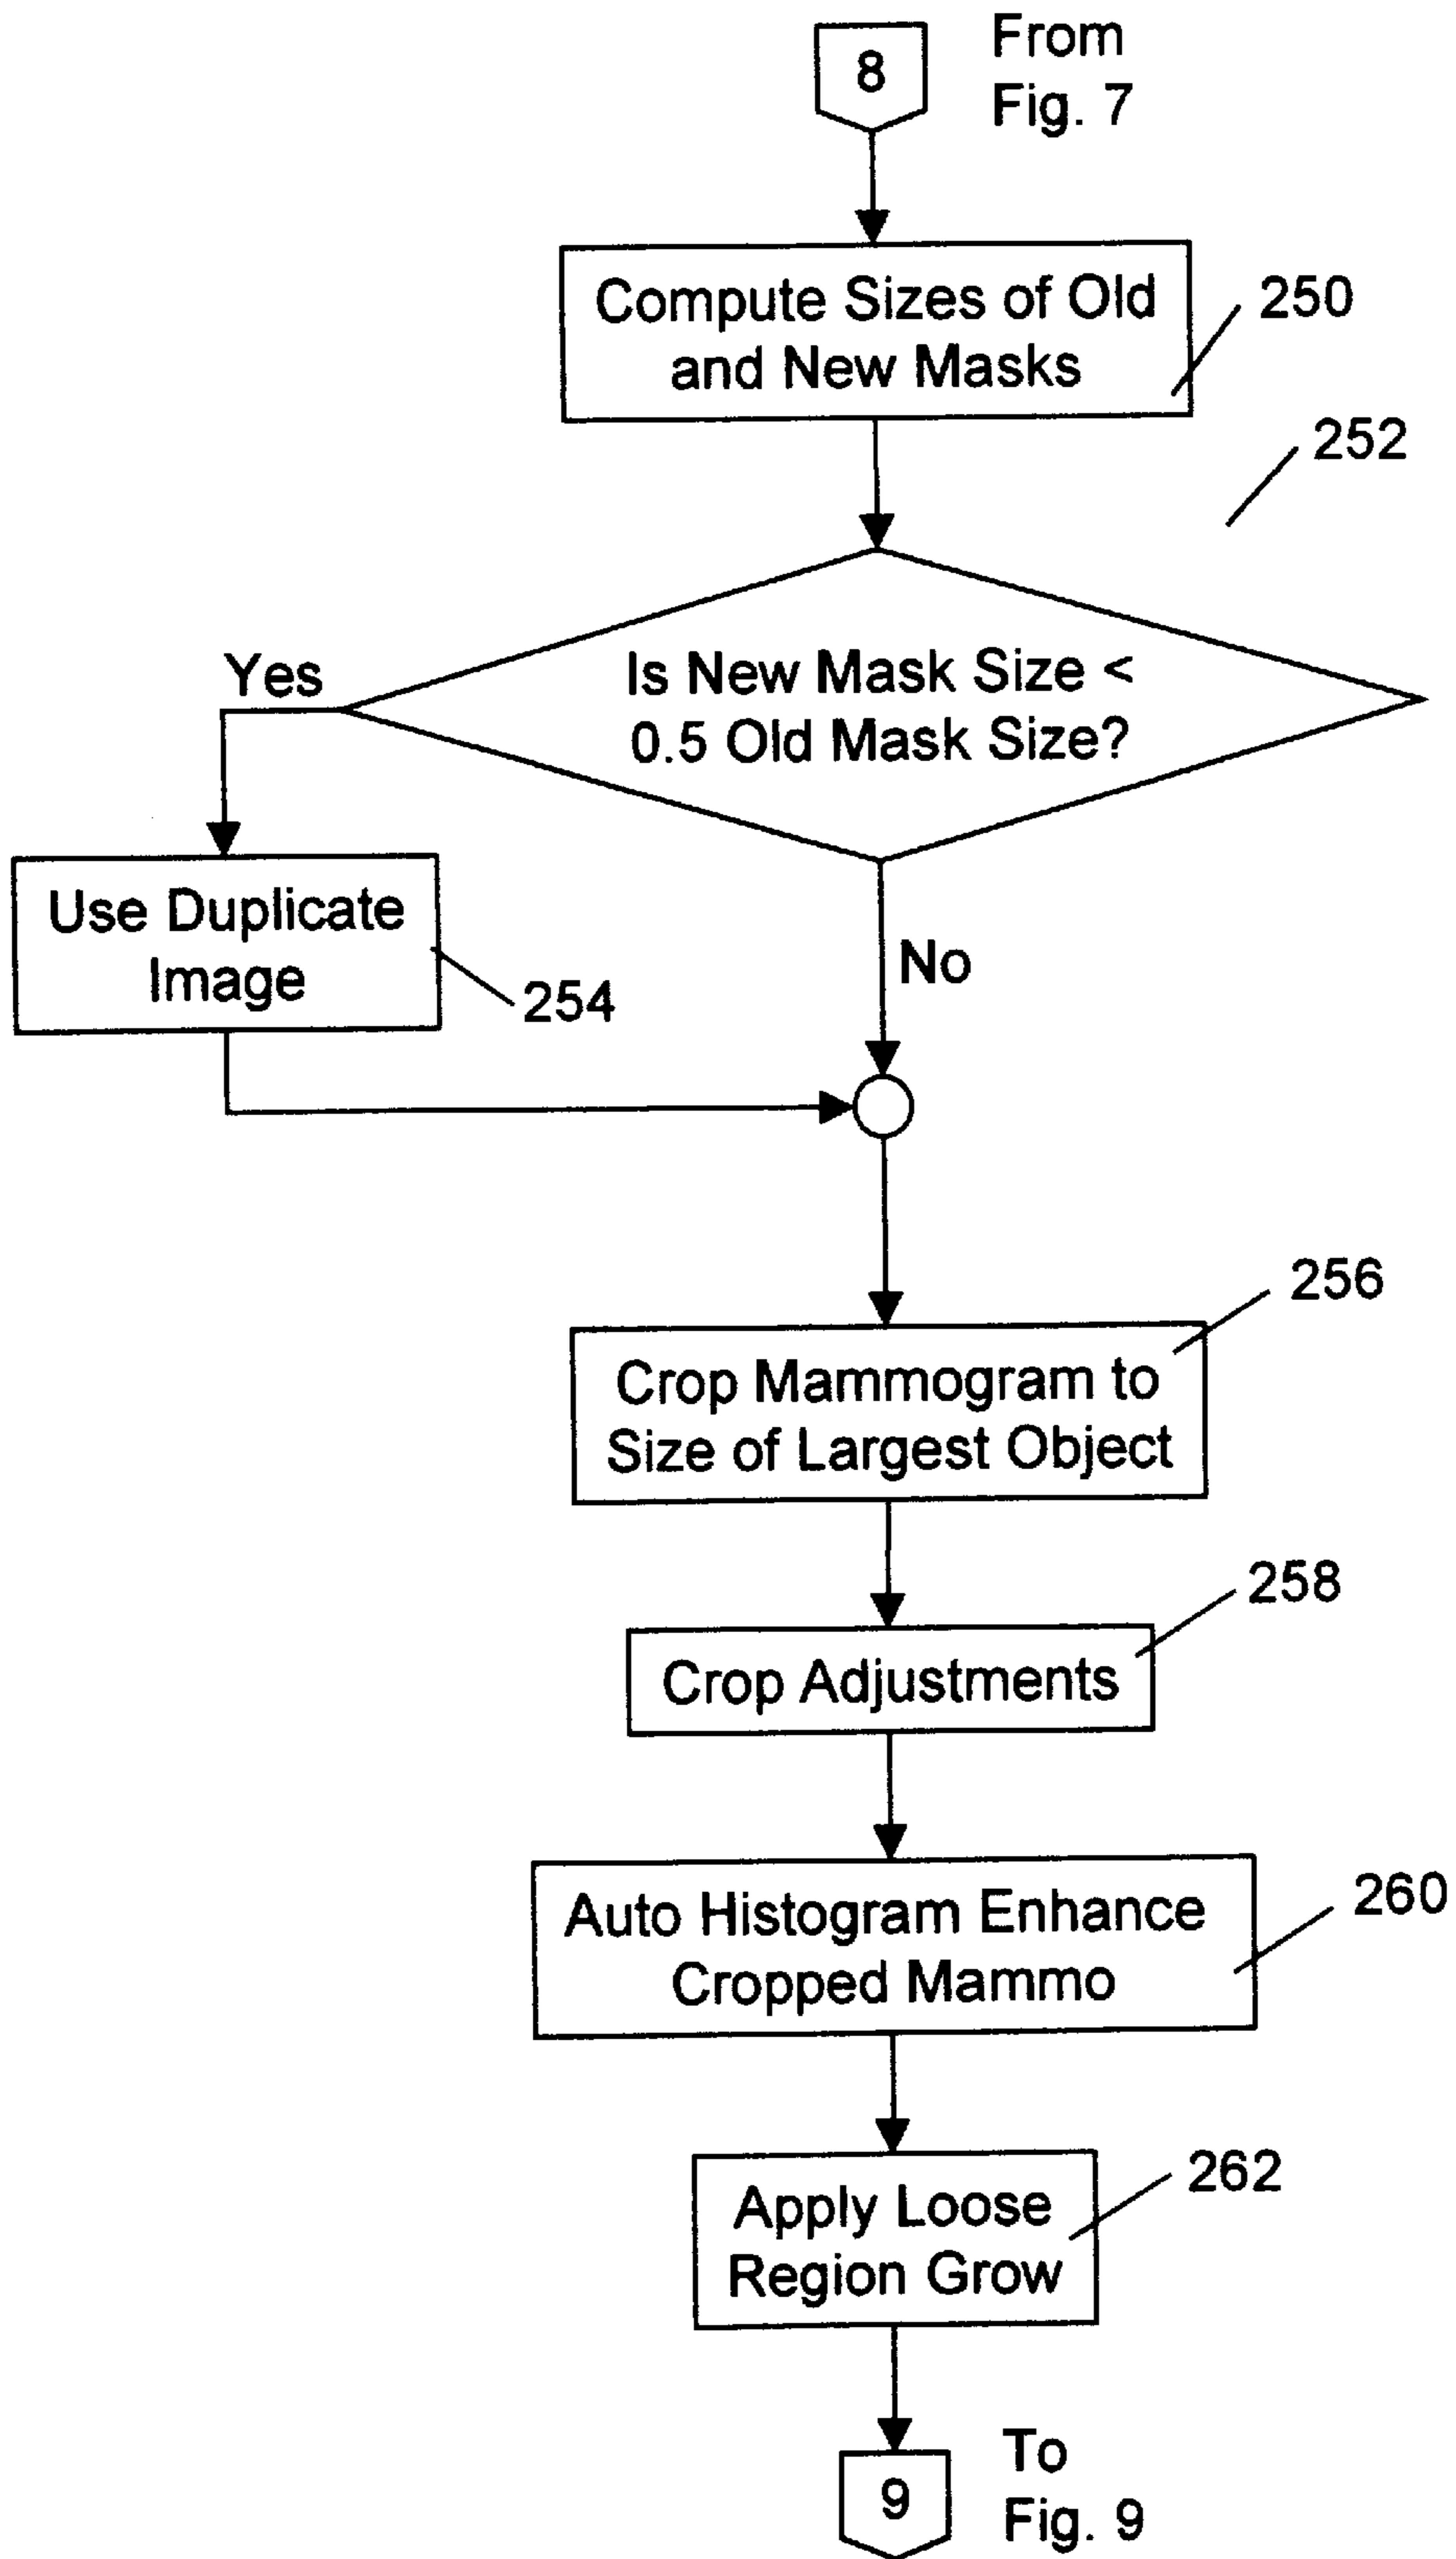 8
From
Fig. 7
Compute Sizes of Old
and New Masks
250
252
Is New Mask Size <
0.5 Old Mask Size?
Yes
Use Duplicate
Image
254
No
256
Crop Mammogram to
Size of Largest Object
258
Crop Adjustments
Auto Histogram Enhance
Cropped Mammo
260
Apply Loose
Region Grow
262
9
To
Fig. 9